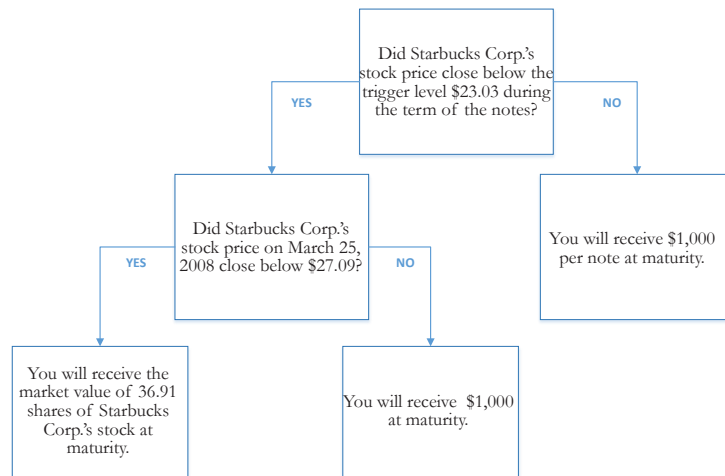 Did Starbucks Corp.'s
stock price close below the
trigger level $23.03 during
the term of the notes?
YES
NO
Did Starbucks Corp.'s
stock price on March 25,
2008 close below $27.09?
You will receive $1,000
per note at maturity.
YES
NO
You will receive the
market value of 36.91
shares of Starbucks
Corp.'s stock at
maturity.
You will receive $1,000
at maturity.